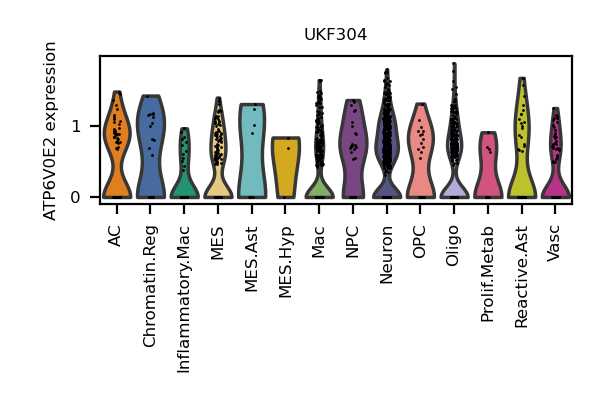 UKF304
ATP6V0E2 expression
1
0
AC
Chromatin.Reg
Inflammatory.Mac
MES
MES.Ast
MES.Hyp
Mac
NPC
Neuron
OPC
Oligo
Prolif.Metab
Reactive.Ast
Vasc